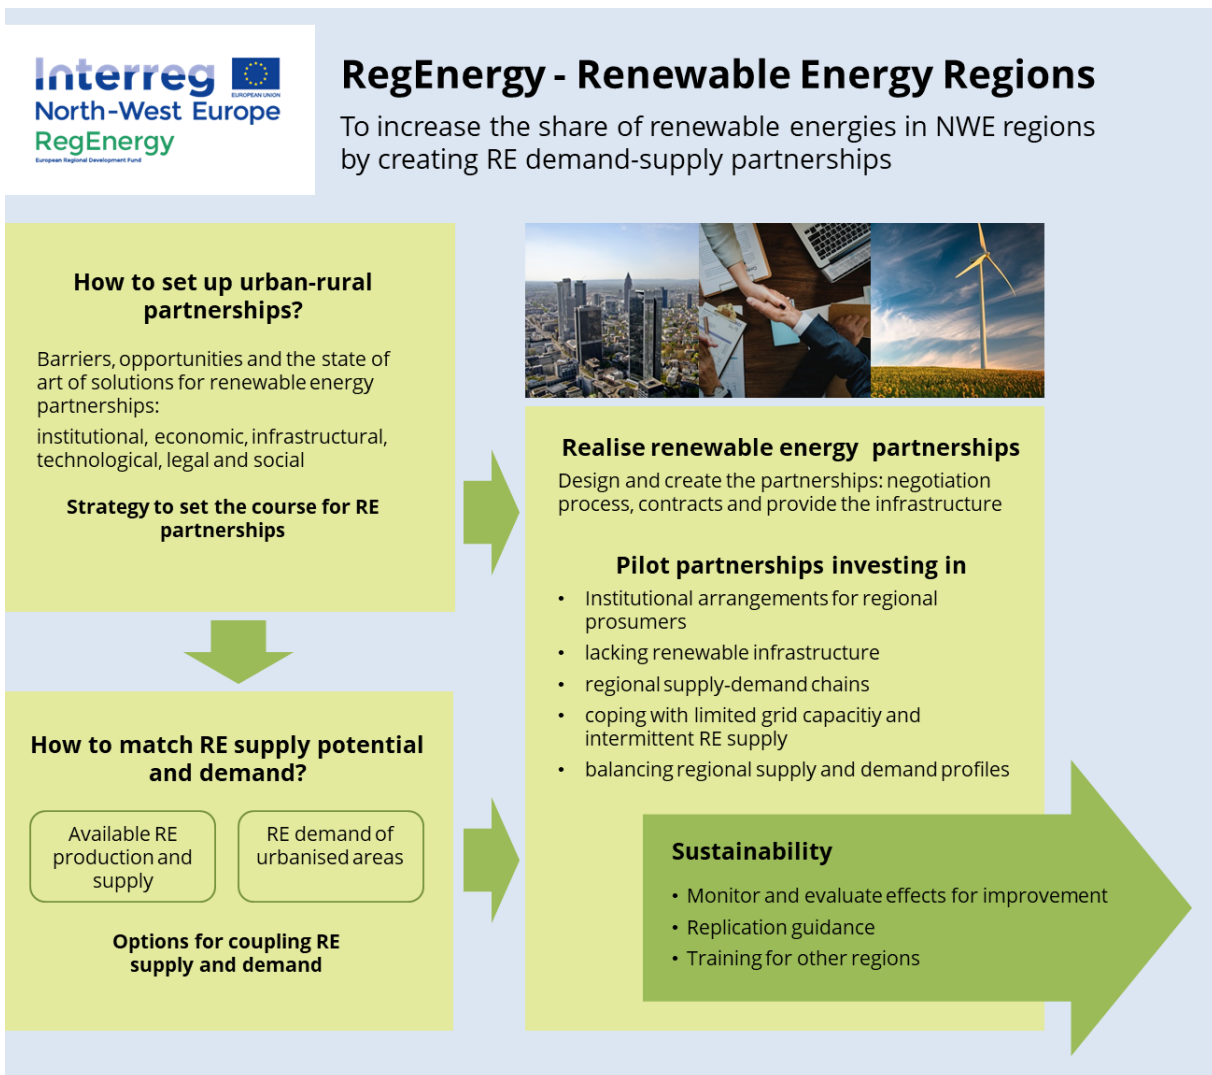 Interreg
EUROPEAN UNION
North-West Europe
RegEnergy
European Regional Development Fund
RegEnergy - Renewable Energy Regions
To increase the share of renewable energies in NWE regions
by creating RE demand-supply partnerships
How to set up urban-rural
partnerships?
Barriers, opportunities and the state of
art of solutions for renewable energy
partnerships:
institutional, economic, infrastructural,
technological, legal and social
Strategy to set the course for RE
partnerships
How to match RE supply potential
and demand?
Available RE
production and
supply
RE demand of
urbanised areas
Options for coupling RE
supply and demand
Realise renewable energy partnerships
Design and create the partnerships: negotiation
process, contracts and provide the infrastructure
Pilot partnerships investing in
• Institutional arrangements for regional
prosumers
• lacking renewable infrastructure
• regional supply-demand chains
• coping with limited grid capacitiy and
intermittent RE supply
• balancing regional supply and demand profiles
Sustainability
• Monitor and evaluate effects for improvement
• Replication guidance
• Training for other regions